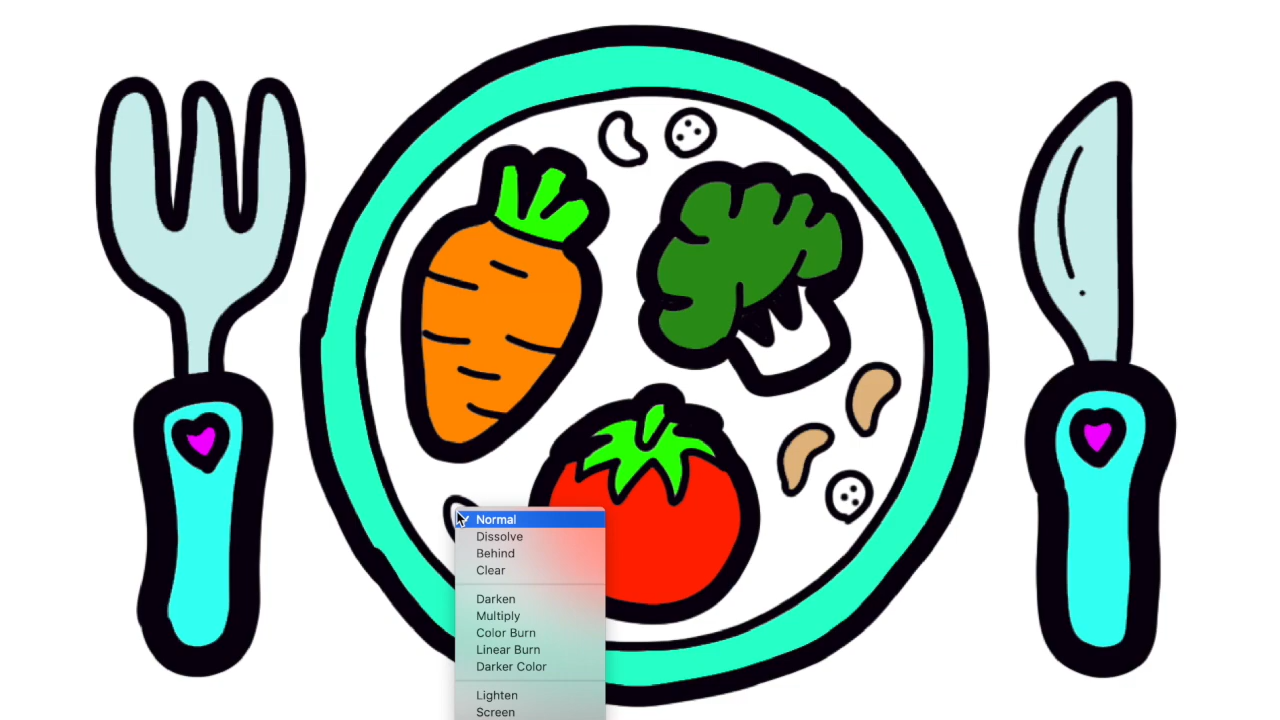 Normal
Dissolve
Behind
Clear
Darken
Multiply
Color Burn
Linear Burn
Darker Color
Lighten
Screen